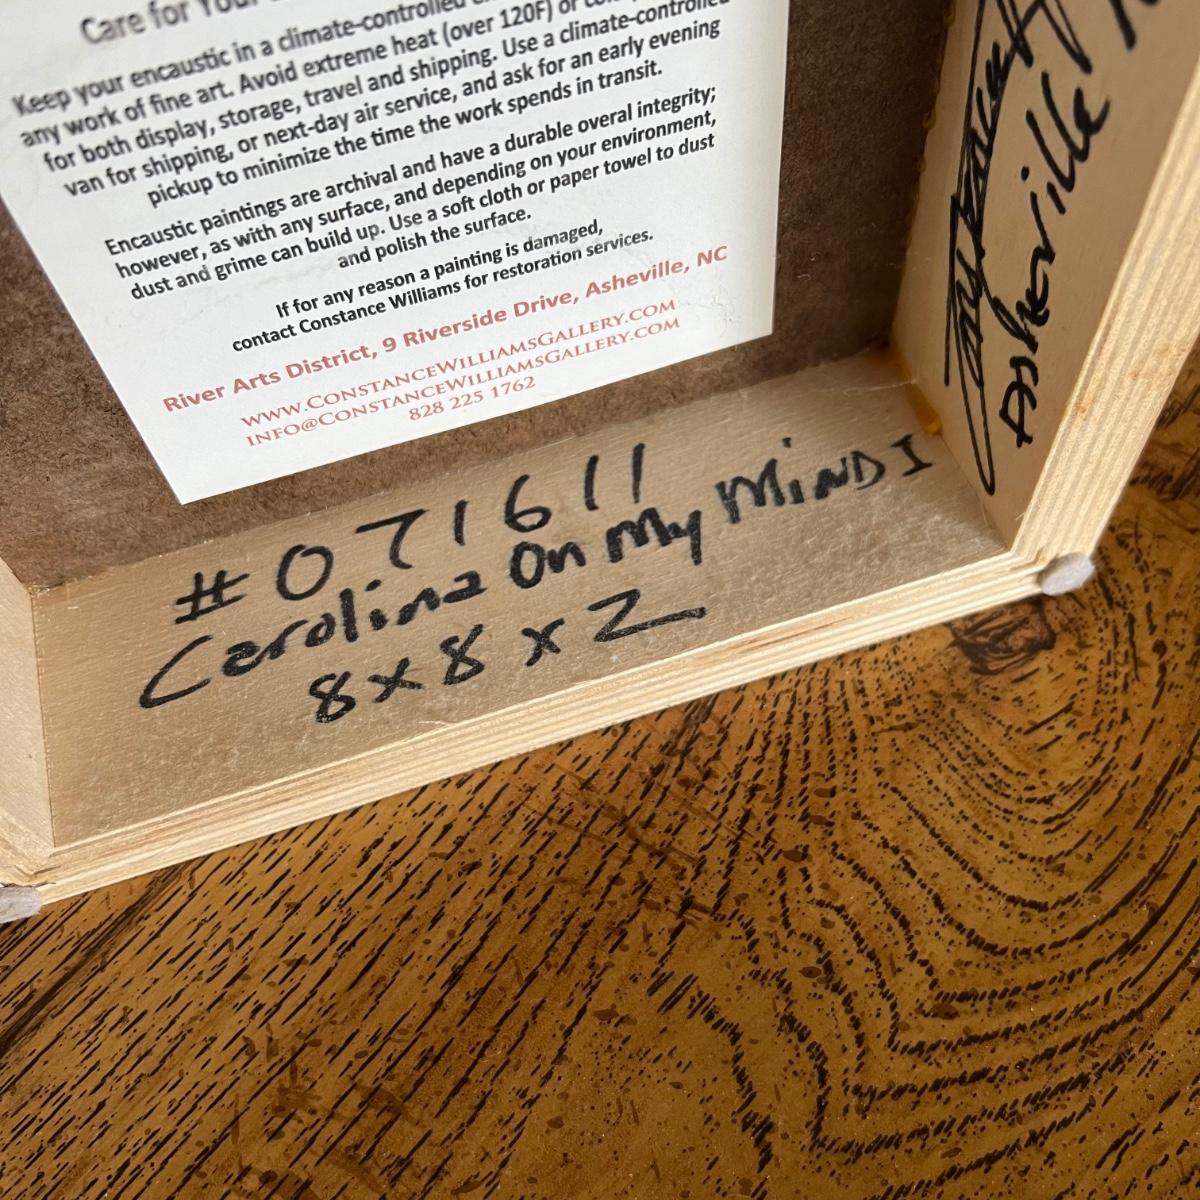 Care for You
Keep your encaustic in a climate-controlled
any work of fine art. Avoid extreme heat (over 120F) or
for both display, storage, travel and shipping. Use a climate-controlled
van for shipping, or next-day air service, and ask for an early evening
pickup to minimize the time the work spends in transit.
Encaustic paintings are archival and have a durable overal integrity;
however, as with any surface, and depending on your environment,
dust and grime can build up. Use a soft cloth or paper towel to dust
and polish the surface.
If for any reason a painting is damaged,
contact Constance Williams for restoration services.
River Arts District, 9 Riverside Drive, Asheville, NC
www.ConstanceWilliamsGallery.com
info@ConstanceWilliamsGallery.com
828 225 1762
#071611
Carolina On My Mind I
8x8x2
Asheville